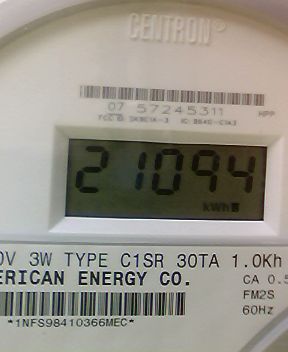 CENTRON®
07 57245311 HPP
21094
kWh
0V 3W TYPE C1SR 30TA 1.0Kh
ERICAN ENERGY CO. CA 0.5
FM2S
60Hz
*1NFS98410366MEC*